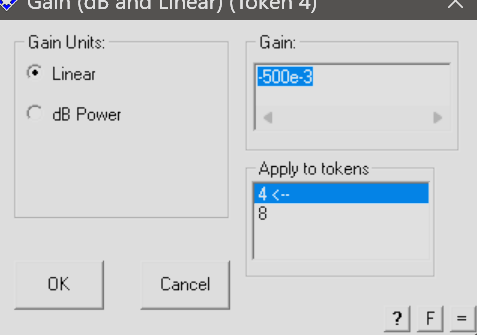 Gain (dB and Linear) (Token 4)
Gain Units:
Linear
dB Power
Gain:
-500e-3
Apply to tokens
4 <--
8
OK
Cancel
? F =